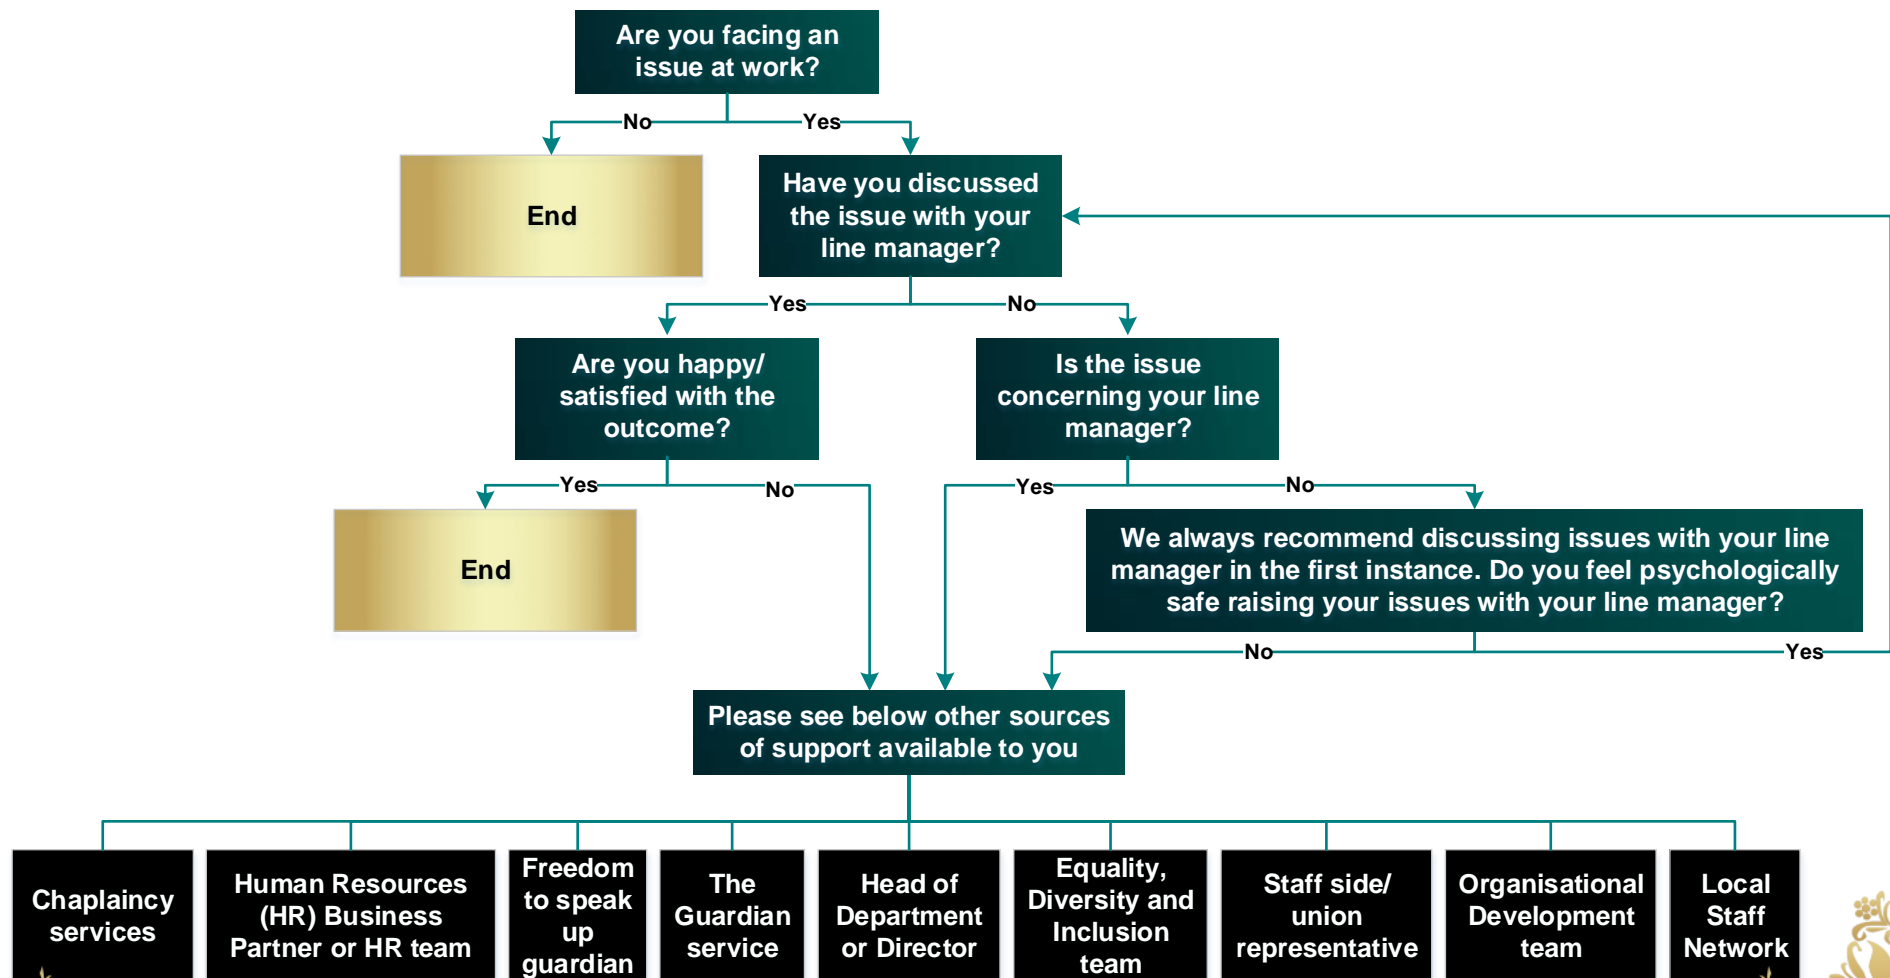 Are you facing an
issue at work?
No
Yes
End
Have you discussed
the issue with your
line manager?
Yes
No
Are you happy/
satisfied with the
outcome?
Is the issue
concerning your line
manager?
Yes
No
Yes
No
End
We always recommend discussing issues with your line
manager in the first instance. Do you feel psychologically
safe raising your issues with your line manager?
No
Yes
Please see below other sources
of support available to you
Chaplaincy
services
Human Resources
(HR) Business
Partner or HR team
Freedom
to speak
up
guardian
The
Guardian
service
Head of
Department
or Director
Equality,
Diversity and
Inclusion
team
Staff side/
union
representative
Organisational
Development
team
Local
Staff
Network